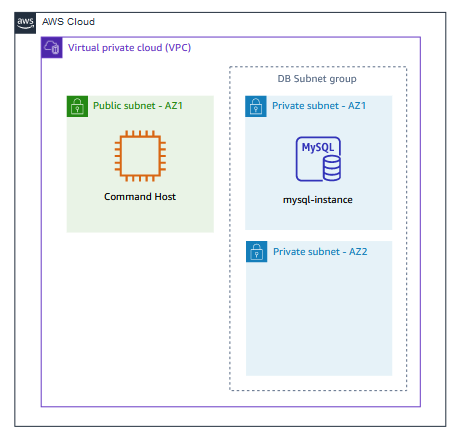 aws
AWS Cloud
Virtual private cloud (VPC)
DB Subnet group
Public subnet - AZ1
Private subnet - AZ1
MySQL
Command Host
mysql-instance
Private subnet - AZ2